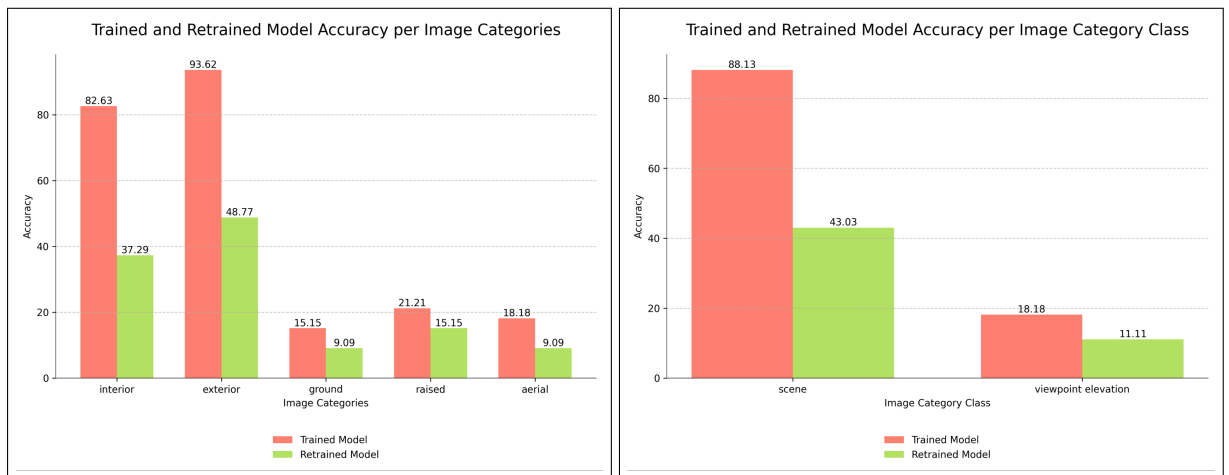 Trained and Retrained Model Accuracy per Image Categories
93.62
82.63
80
60
48.77
Accuracy
40
37.29
20
21.21
18.18
15.15
15.15
9.09
9.09
0
interior exterior ground raised aerial
Image Categories
Trained Model
Retrained Model
Trained and Retrained Model Accuracy per Image Category Class
88.13
80
60
Accuracy
43.03
40
20
18.18
11.11
0
scene viewpoint elevation
Image Category Class
Trained Model
Retrained Model